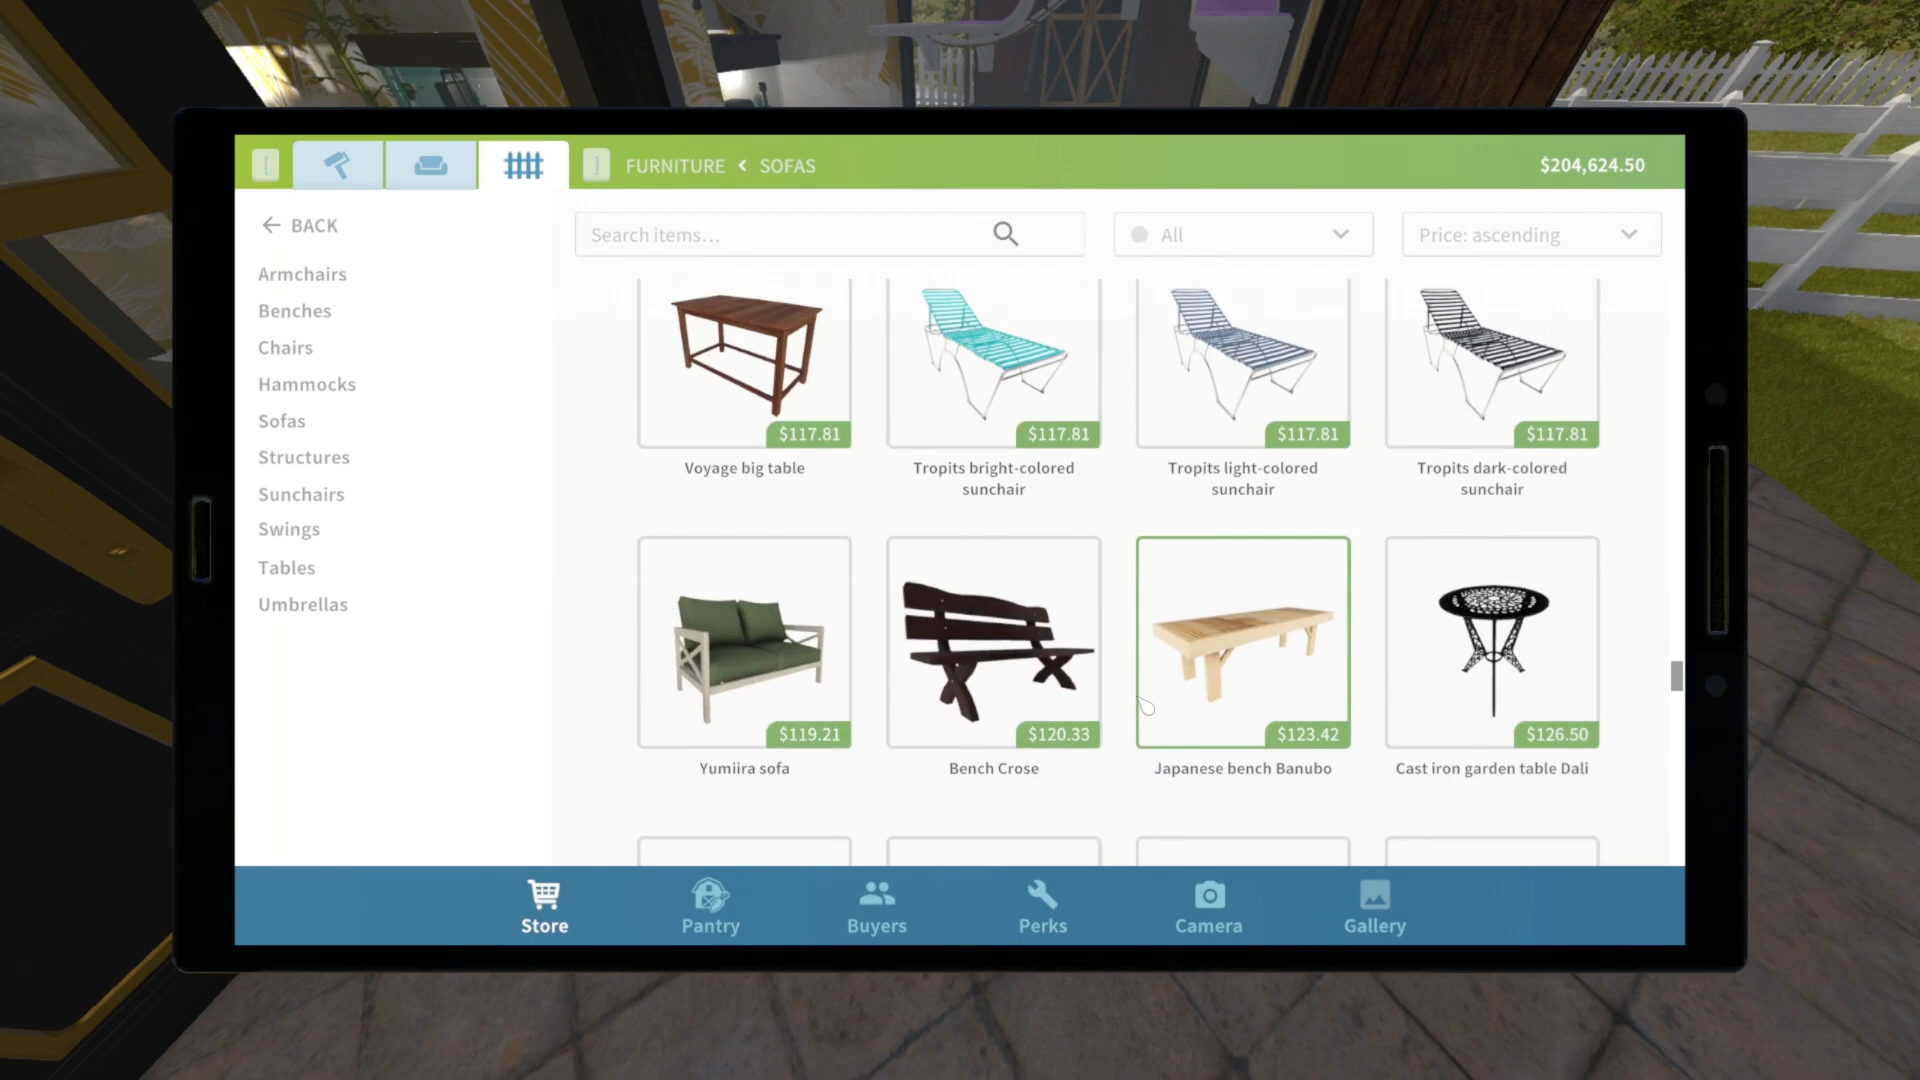 [
]
FURNITURE < SOFAS
$204,624.50
BACK
Armchairs
Benches
Chairs
Hammocks
Sofas
Structures
Sunchairs
Swings
Tables
Umbrellas
Search items...
All
Price: ascending
$117.81
$117.81
$117.81
$117.81
Voyage big table
Tropits bright-colored
sunchair
Tropits light-colored
sunchair
Tropits dark-colored
sunchair
$119.21
$120.33
$123.42
$126.50
Yumiira sofa
Bench Crose
Japanese bench Banubo
Cast iron garden table Dali
Store
Pantry
Buyers
Perks
Camera
Gallery